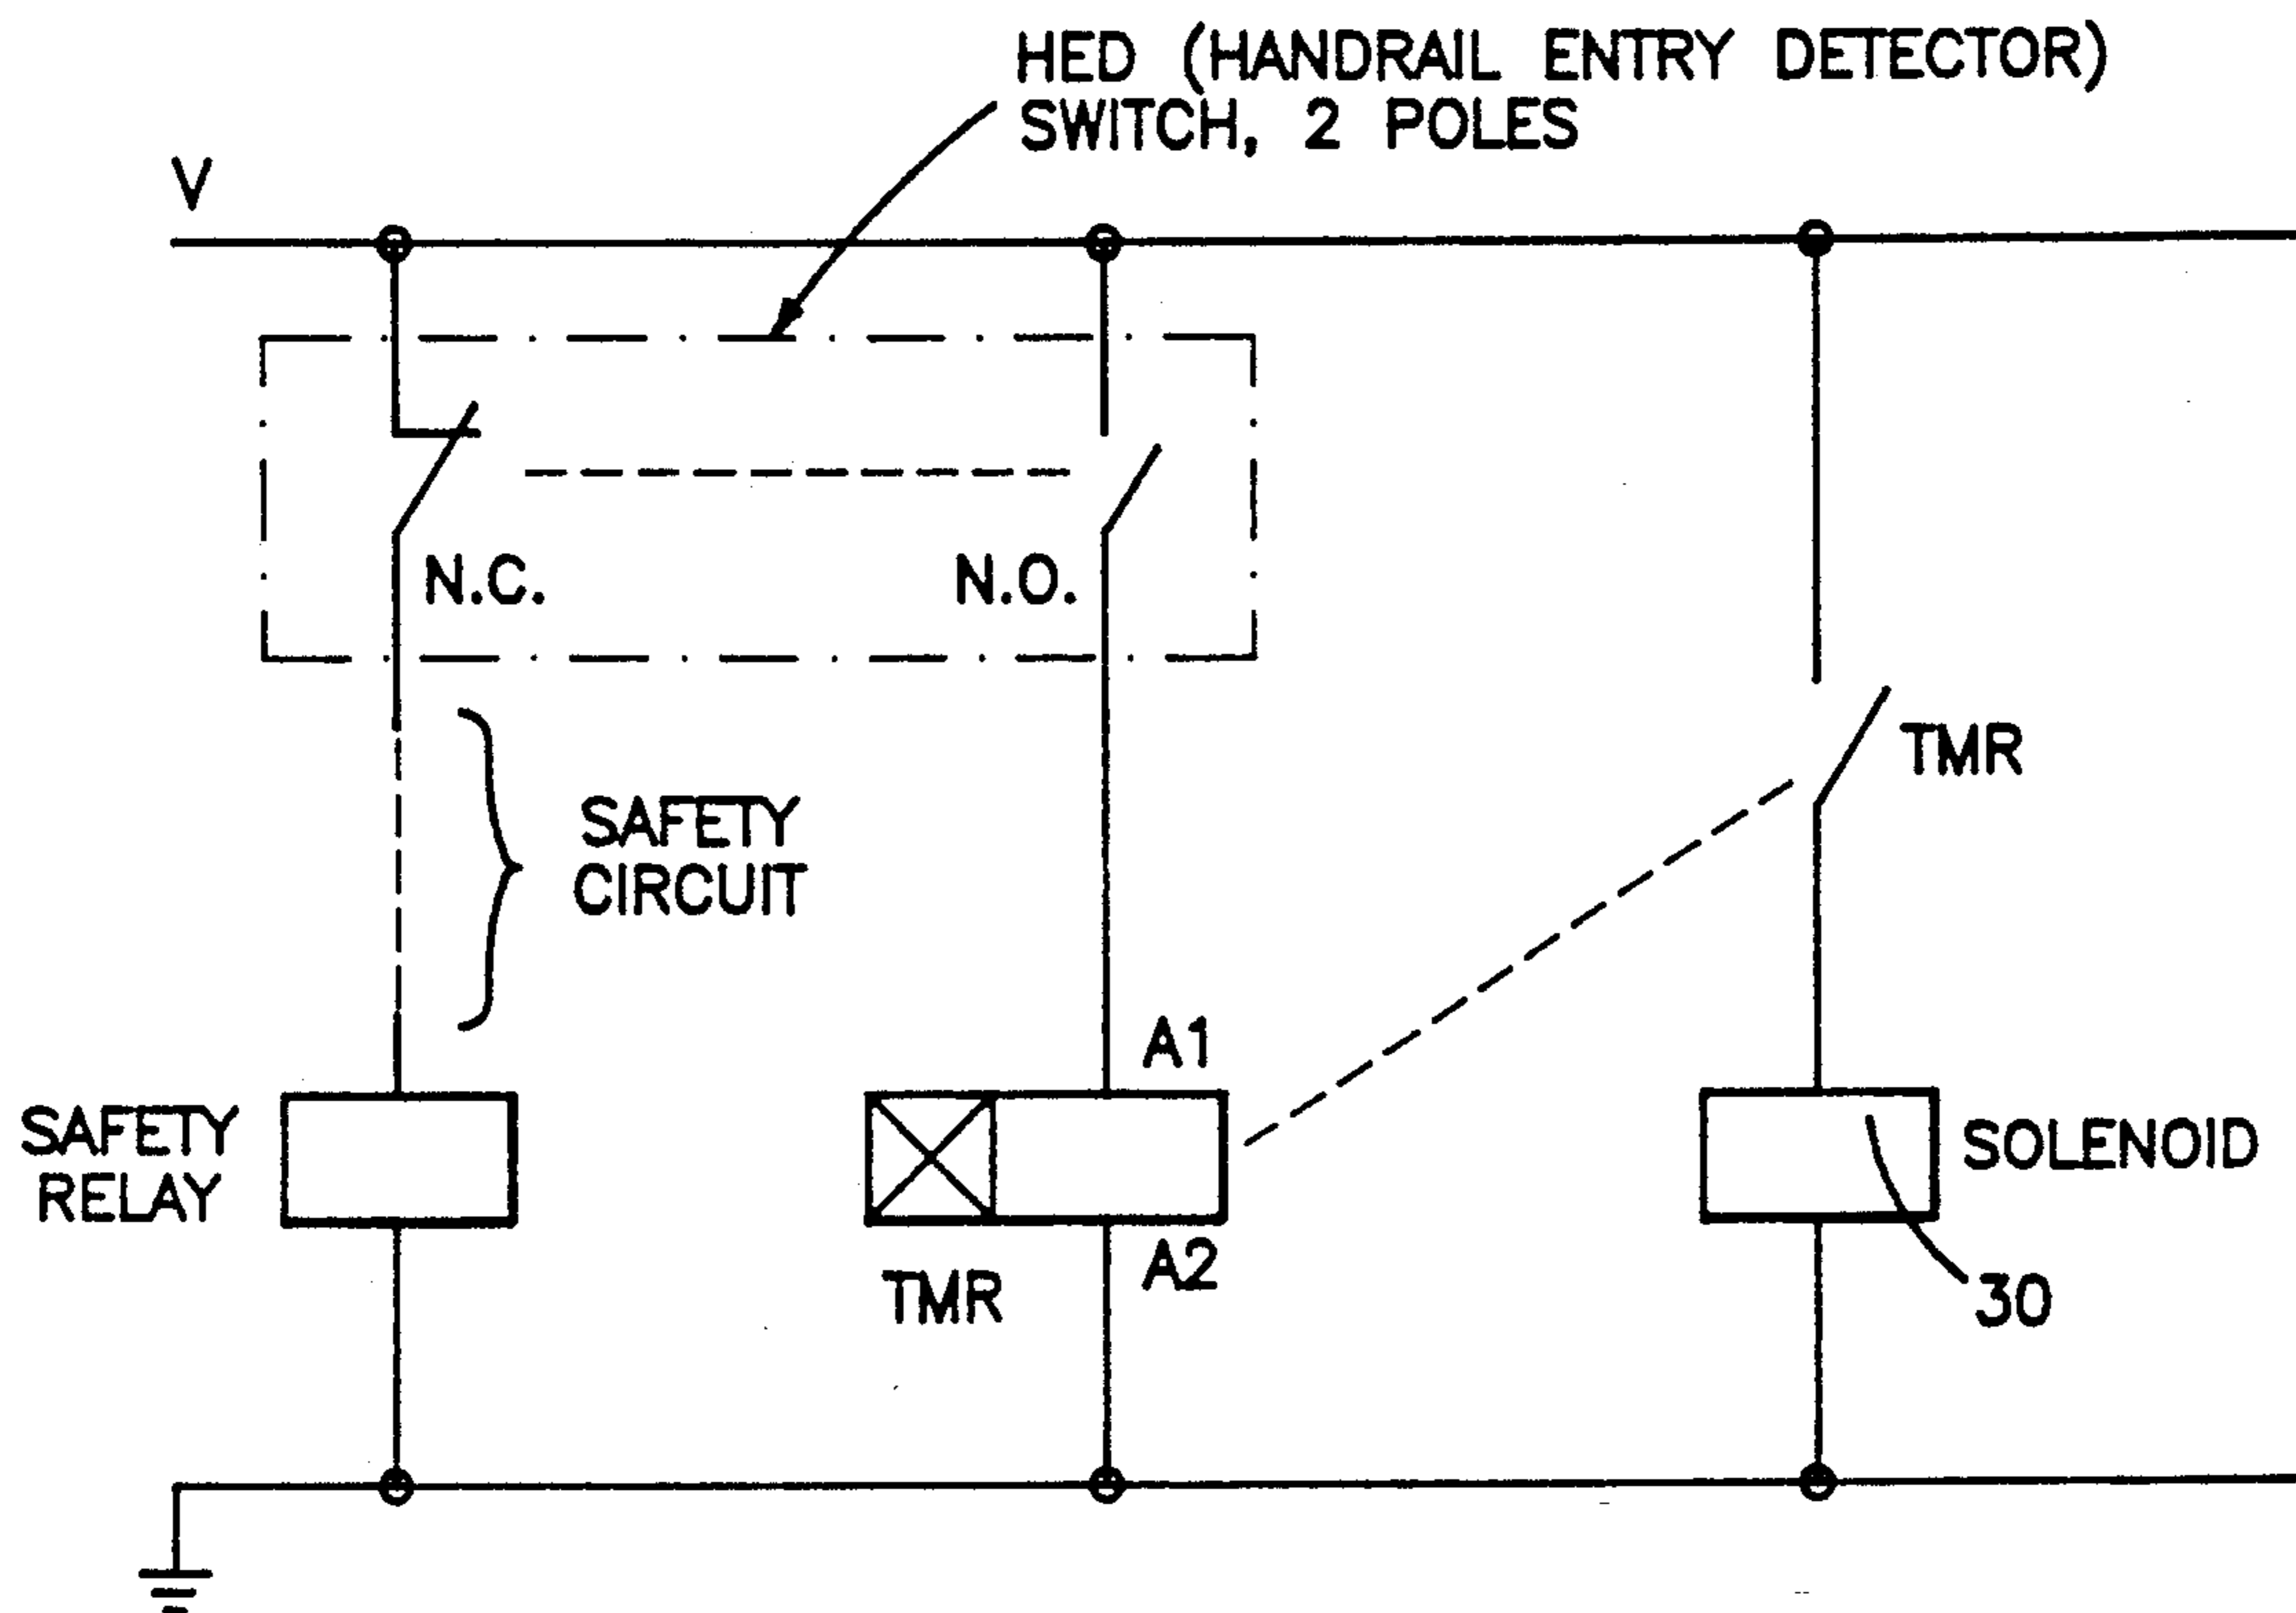 HED (HANDRAIL ENTRY DETECTOR)
SWITCH, 2 POLES
V
N.C.
N.O.
TMR
SAFETY
CIRCUIT
A1
SAFETY
RELAY
SOLENOID
A2
TMR
30